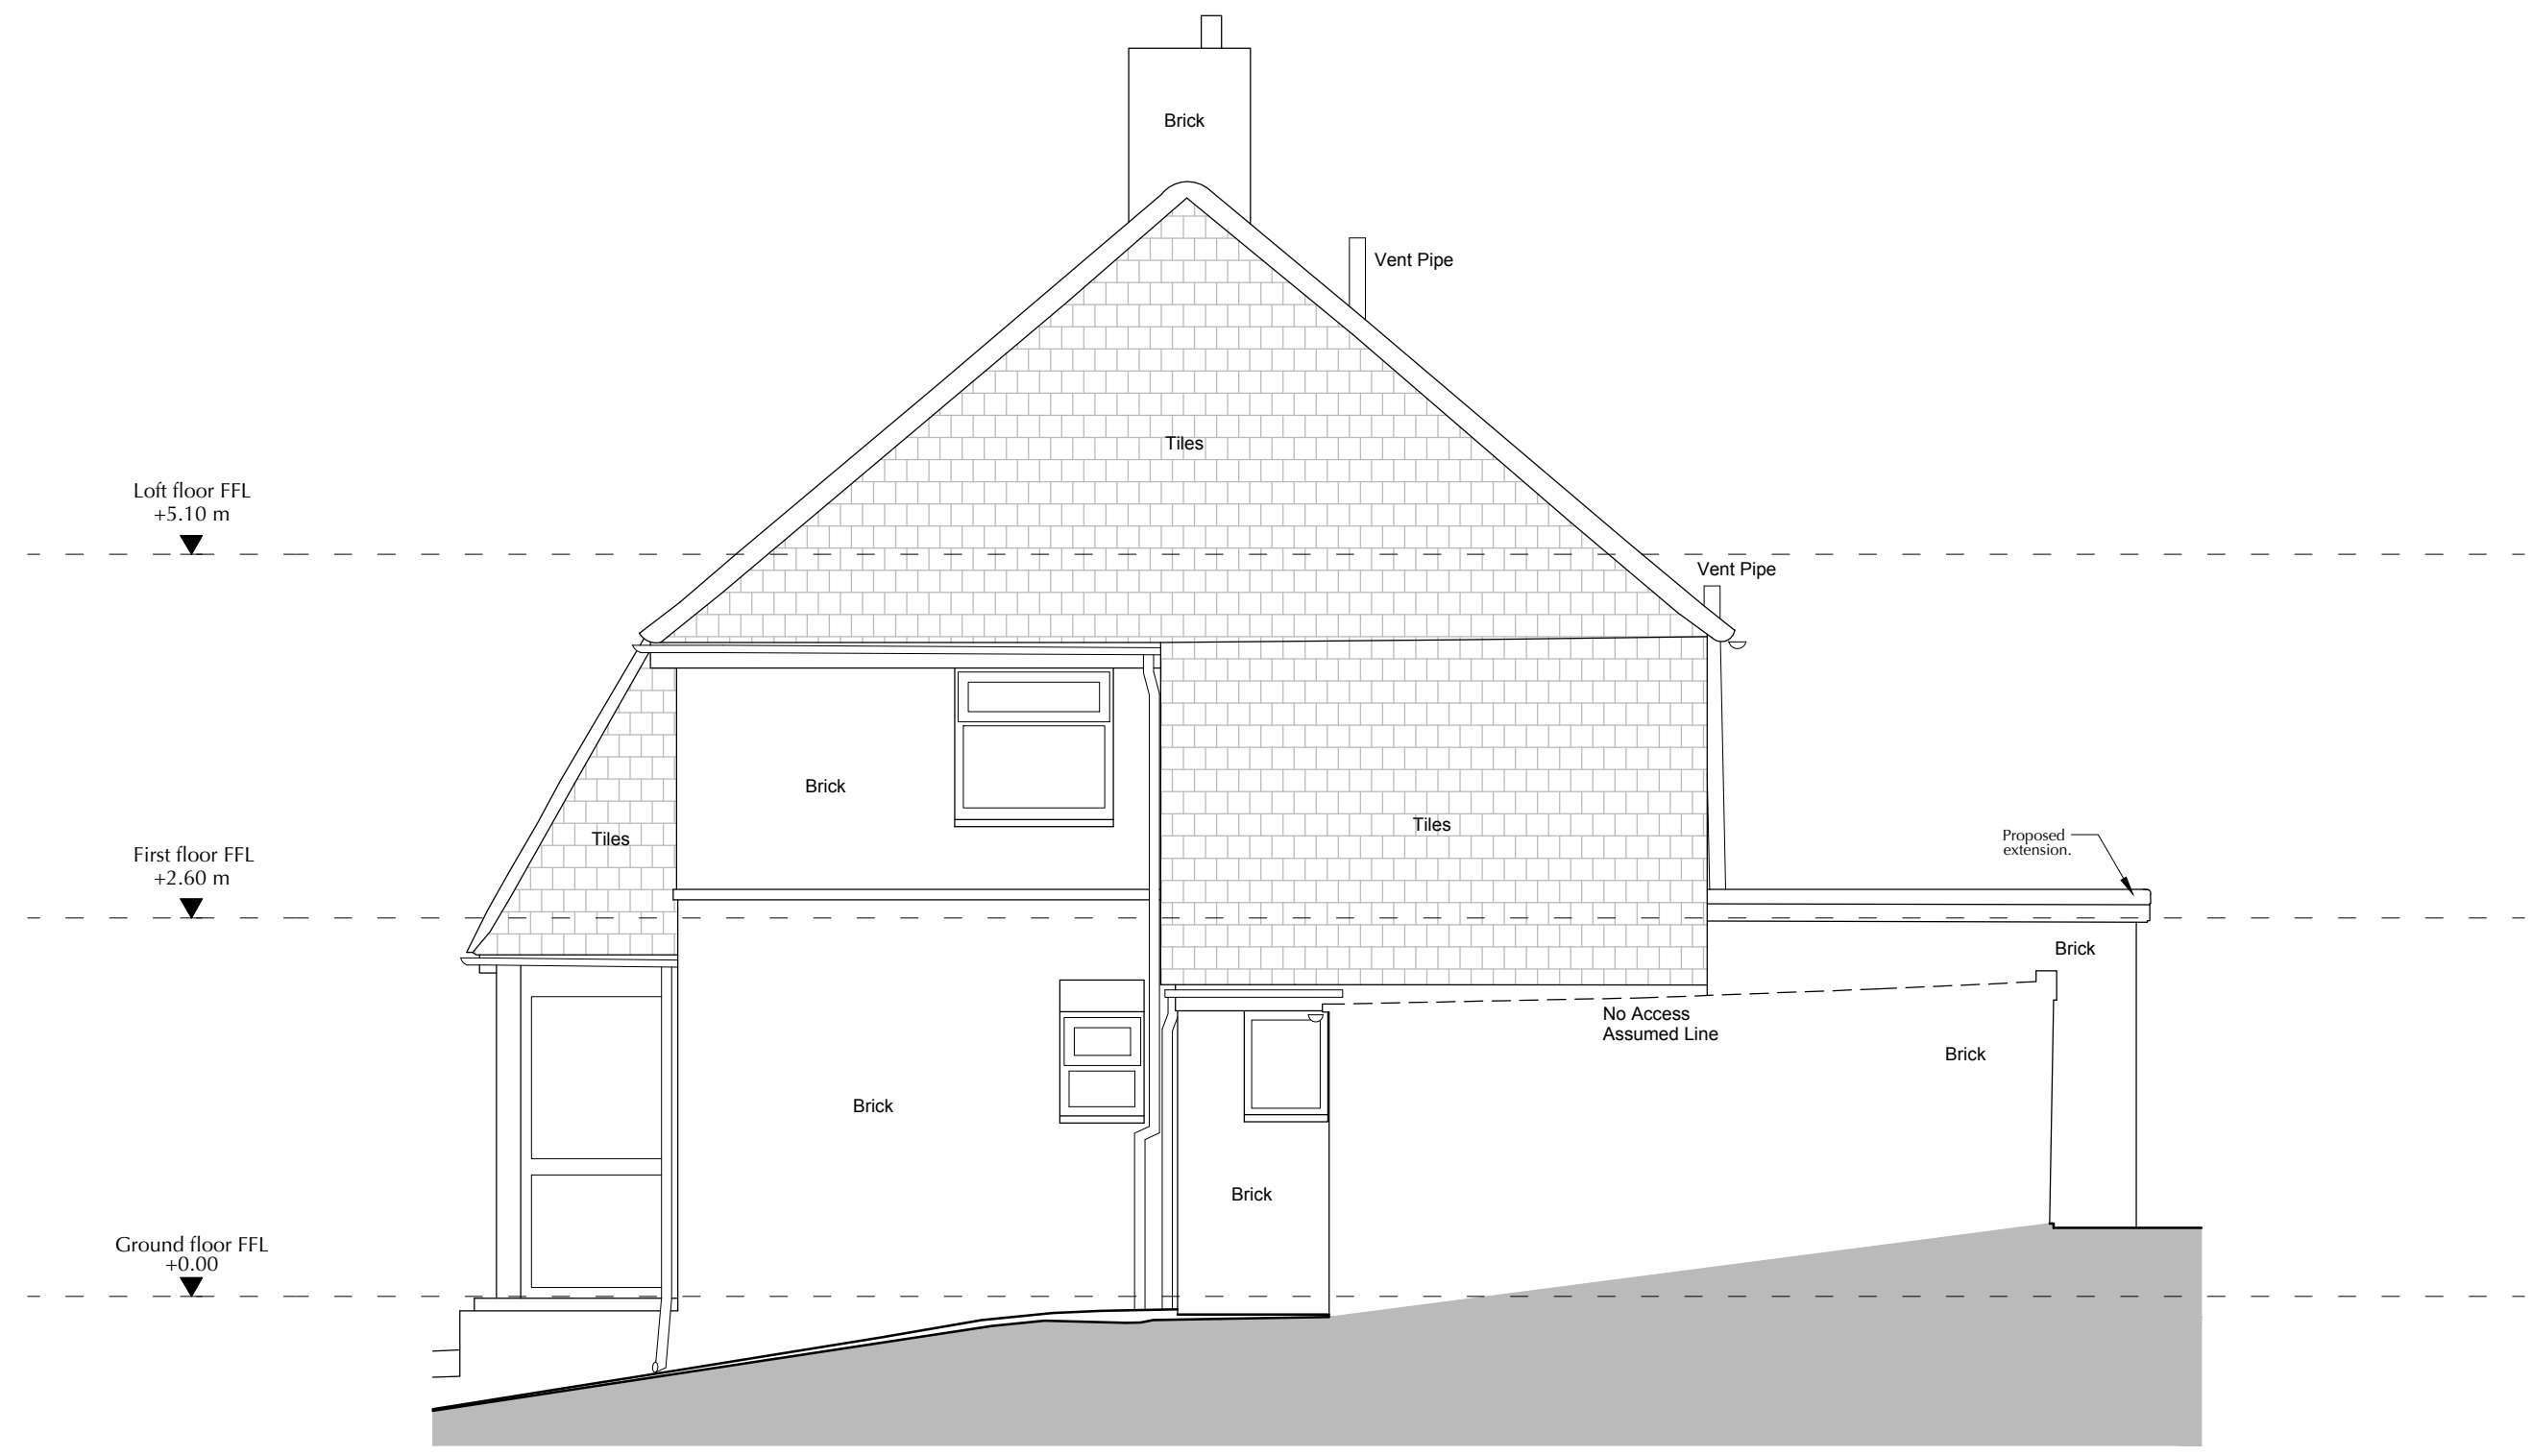 Brick
Vent Pipe
Tiles
Loft floor FFL
+5.10 m
Vent Pipe
Brick
Tiles
Tiles
First floor FFL
+2.60 m
Proposed
extension.
Brick
No Access
Assumed Line
Brick
Brick
Brick
Ground floor FFL
+0.00